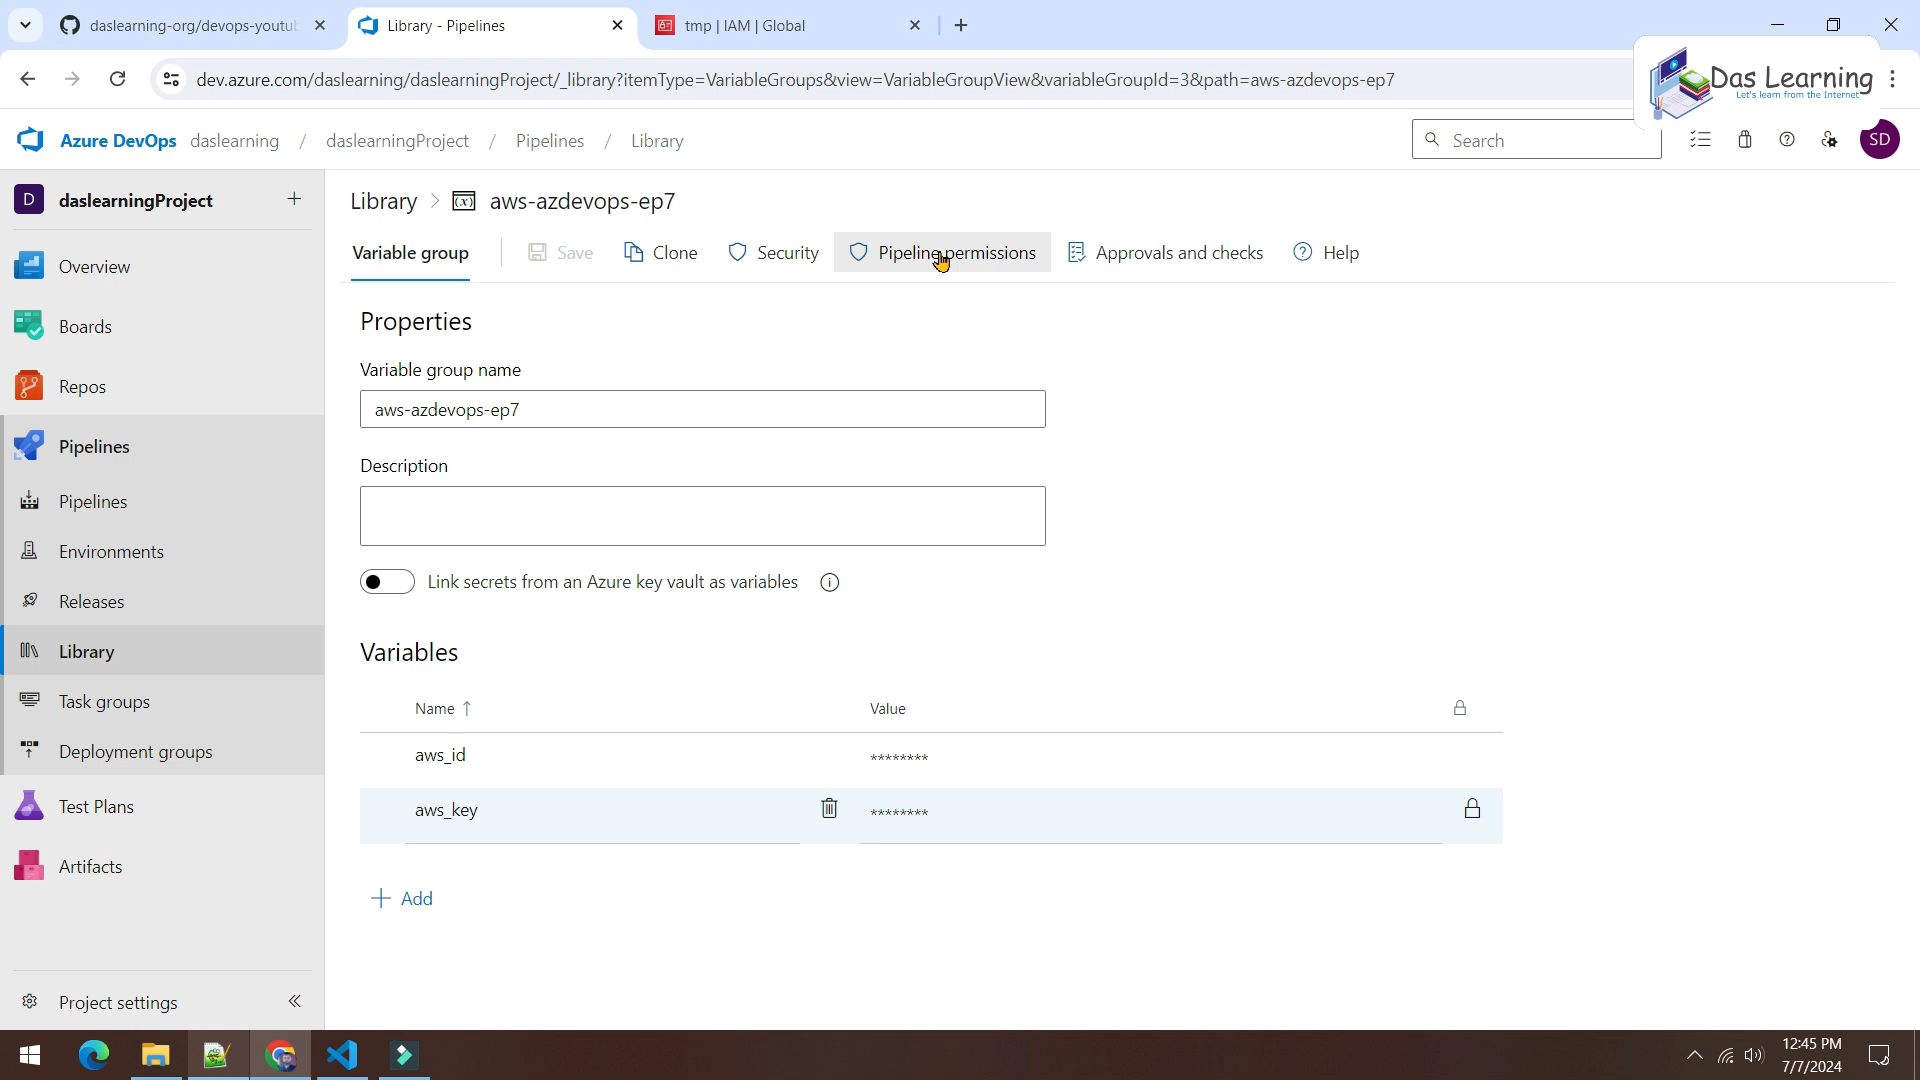 daslearning-org/devops-youtub
Library - Pipelines
tmp | IAM | Global
dev.azure.com/daslearning/daslearningProject/_library?itemType=VariableGroups&view=VariableGroupView&variableGroupId=3&path=aws-azdevops-ep7
Das Learning
Let's learn from the Internet
Azure DevOps daslearning / daslearningProject / Pipelines / Library
Search
SD
D daslearningProject
Overview
Boards
Repos
Pipelines
Pipelines
Environments
Releases
Library
Task groups
Deployment groups
Test Plans
Artifacts
Project settings
Library > (x) aws-azdevops-ep7
Variable group Save Clone Security Pipeline permissions Approvals and checks Help
Properties
Variable group name
aws-azdevops-ep7
Description
Link secrets from an Azure key vault as variables
Variables
Name ↑ Value
aws_id ********
aws_key ********
+ Add
12:45 PM
7/7/2024